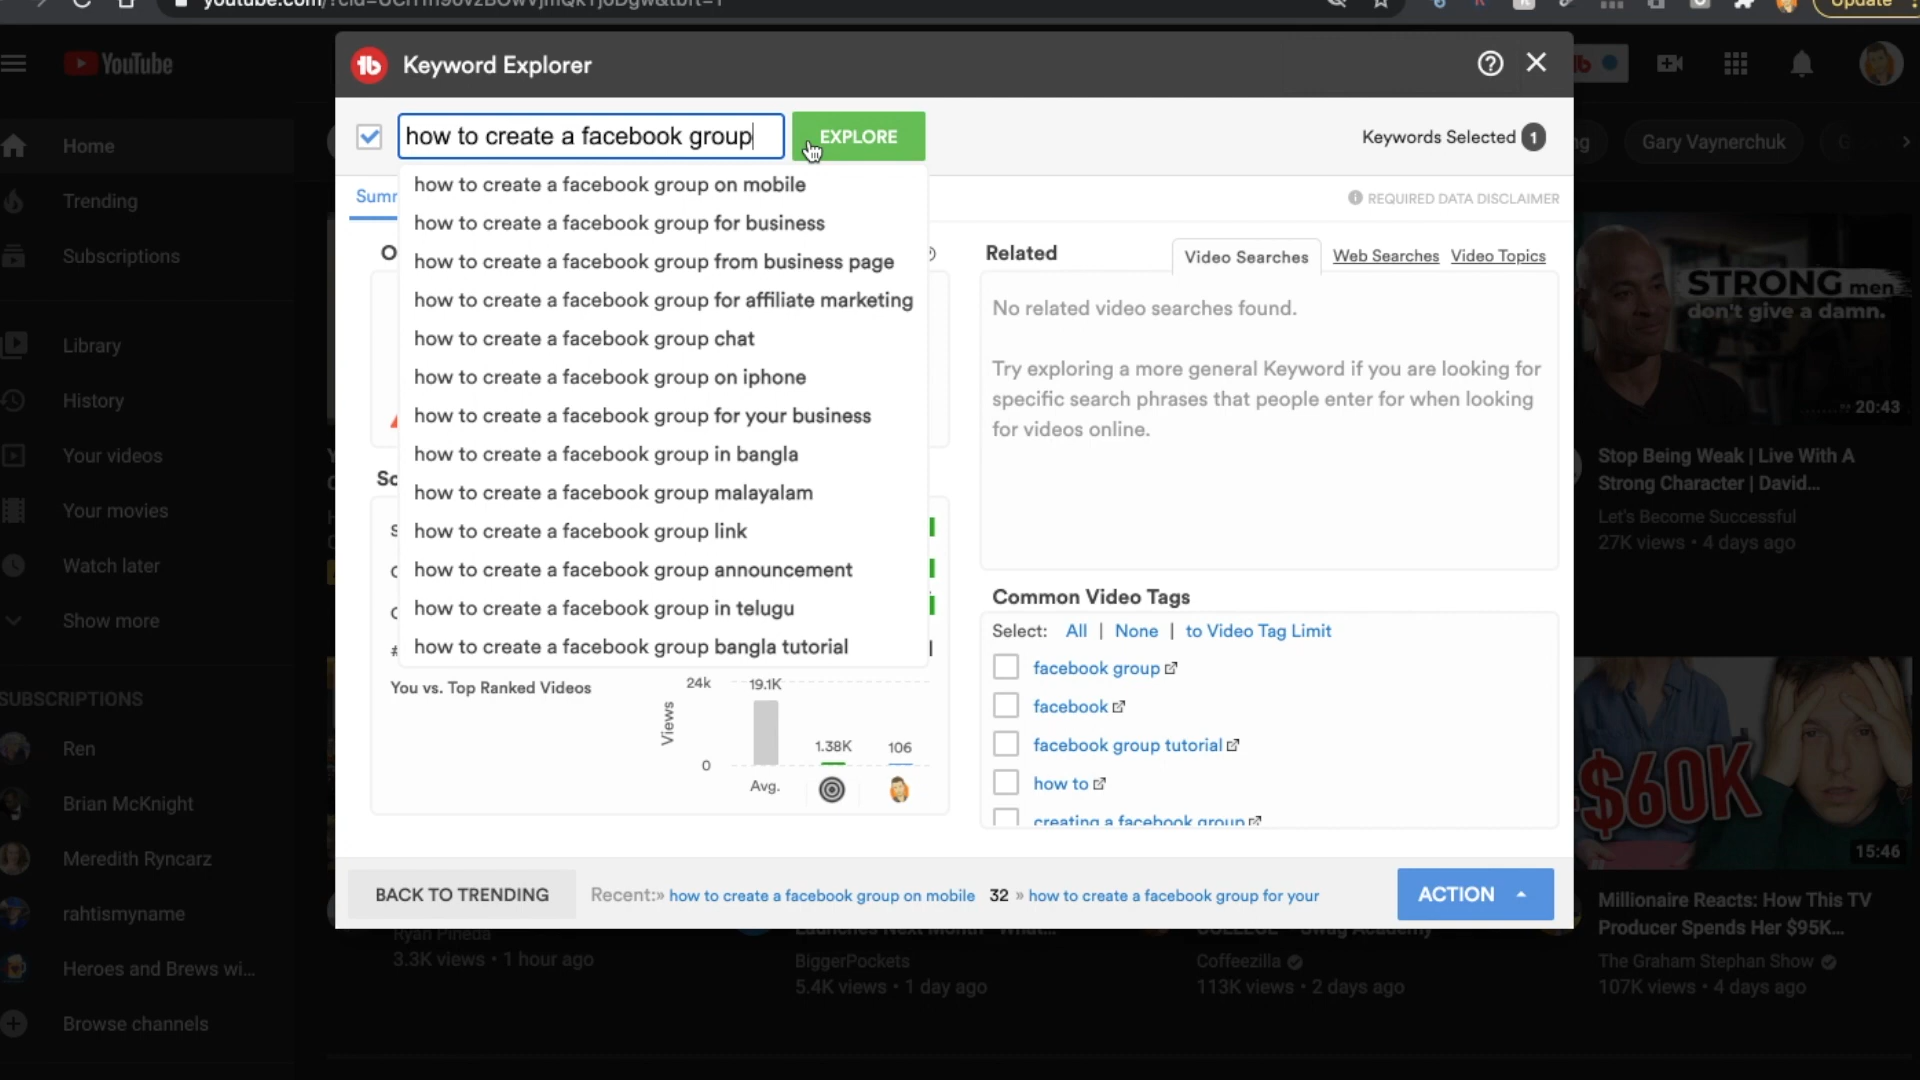 Update
YouTube
Home
Trending
Subscriptions
Library
History
Your videos
Your movies
Watch later
Show more
SUBSCRIPTIONS
Ren
Brian McKnight
Meredith Ryncarz
rahtismyname
Heroes and Brews wi...
Browse channels
Keyword Explorer
how to create a facebook group
EXPLORE
Keywords Selected 1
REQUIRED DATA DISCLAIMER
how to create a facebook group on mobile
how to create a facebook group for business
how to create a facebook group from business page
how to create a facebook group for affiliate marketing
how to create a facebook group chat
how to create a facebook group on iphone
how to create a facebook group for your business
how to create a facebook group in bangla
how to create a facebook group malayalam
how to create a facebook group link
how to create a facebook group announcement
how to create a facebook group in telugu
how to create a facebook group bangla tutorial
You vs. Top Ranked Videos
Views
24k
0
19.1K
1.38K
106
Avg.
Related
Video Searches
Web Searches
Video Topics
No related video searches found.
Try exploring a more general Keyword if you are looking for
specific search phrases that people enter for when looking
for videos online.
Common Video Tags
Select: All | None | to Video Tag Limit
facebook group
facebook
facebook group tutorial
how to
creating a facebook group
BACK TO TRENDING
Recent:» how to create a facebook group on mobile 32 » how to create a facebook group for your
ACTION
Gary Vaynerchuk
STRONG men
don't give a damn.
20:43
Stop Being Weak | Live With A
Strong Character | David...
Let's Become Successful
27K views • 4 days ago
$60K
15:46
Millionaire Reacts: How This TV
Producer Spends Her $95K...
The Graham Stephan Show
107K views • 4 days ago
Ryan Pineda
3.3K views • 1 hour ago
BiggerPockets
5.4K views • 1 day ago
Coffeezilla
113K views • 2 days ago